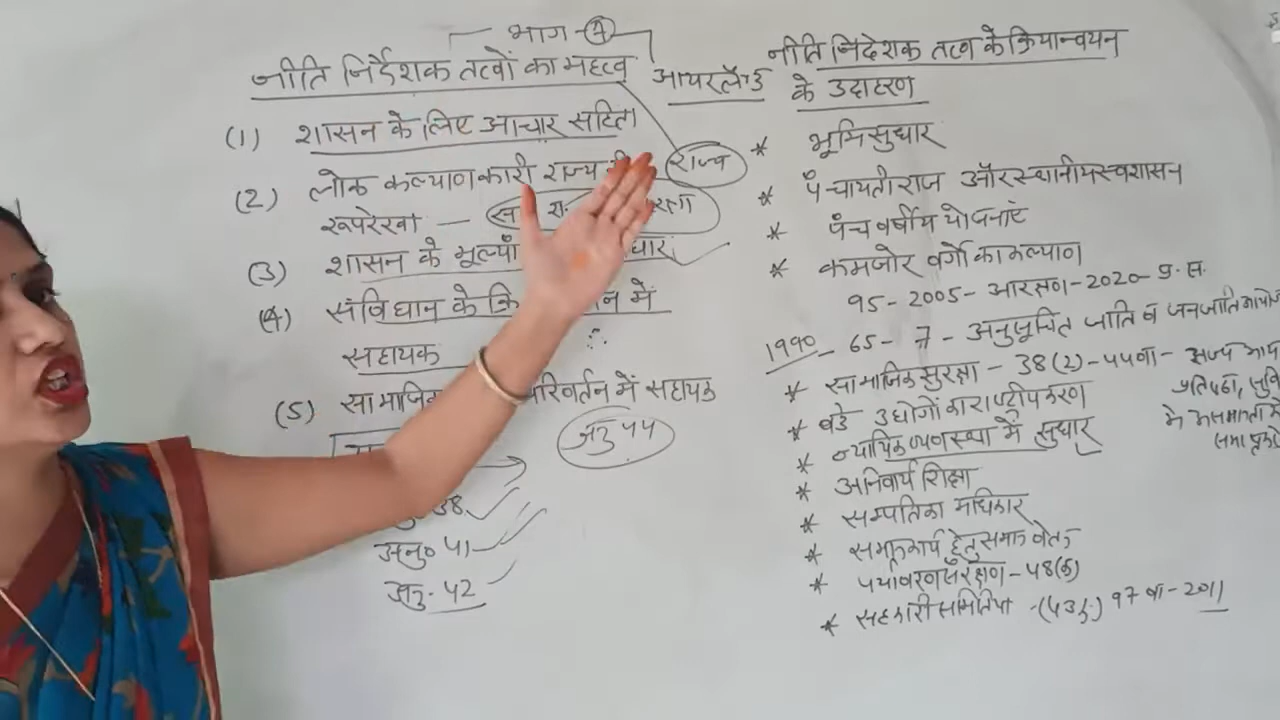 भाग-4
नीति निर्देशक तत्वों का महत्व
आयरलैण्ड
(1) शासन के लिए आचार संहिता
राज्य
(2) लोक कल्याणकारी राज्य
रूपरेखा —
(3) शासन के मूल्यां
(4) संविधान के क्रि न में
सहायक
(5) सामाजिक परिवर्तन में सहायक
अनु 44
38
अनु० 41
अनु - 42
नीति निदेशक तत्व के क्रियान्वयन
के उदाहरण
* भूमि सुधार
* पंचायतीराज और स्थानीय स्वशासन
* पंच वर्षीय योजनाएं
* कमजोर वर्गो का कल्याण
95 - 2005 - आरक्षण - 2020 - प्र. स.
1990 - 65 - 7 - अनुसूचित जाति व जनजाति आयोग
* सामाजिक सुरक्षा - 38(2) - 44वा -
प्रतिष्ठा, सुवि
* बडे उद्योगों का राष्ट्रीयकरण
* न्यायिक व्यवस्था में सुधार
* अनिवार्य शिक्षा
* सम्पति का अधिकार
* समान कार्य हेतु समान वेतन
* पर्यावरण संरक्षण - 48(क)
* सहकारी समितिया - 97 वा - 2011